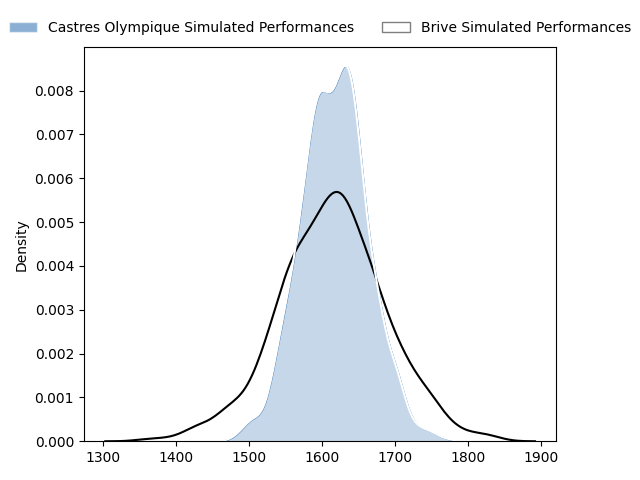 Castres Olympique Simulated Performances
Brive Simulated Performances
Density
0.008
0.007
0.006
0.005
0.004
0.003
0.002
0.001
0.000
1300 1400 1500 1600 1700 1800 1900